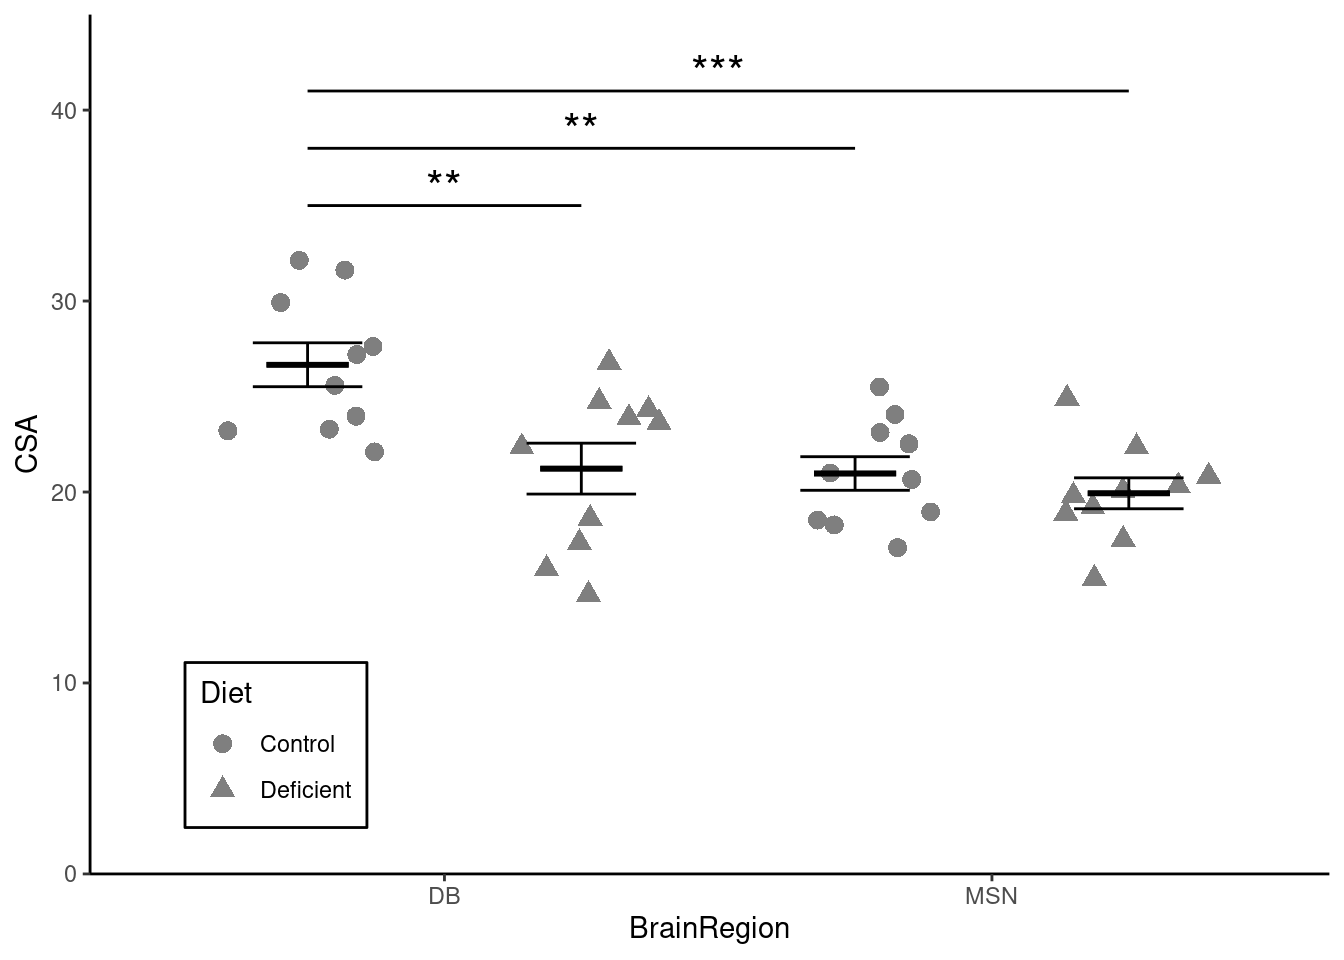 ***
40
**
**
30
CSA
20
10
Diet
Control
Deficient
0
DB MSN
BrainRegion